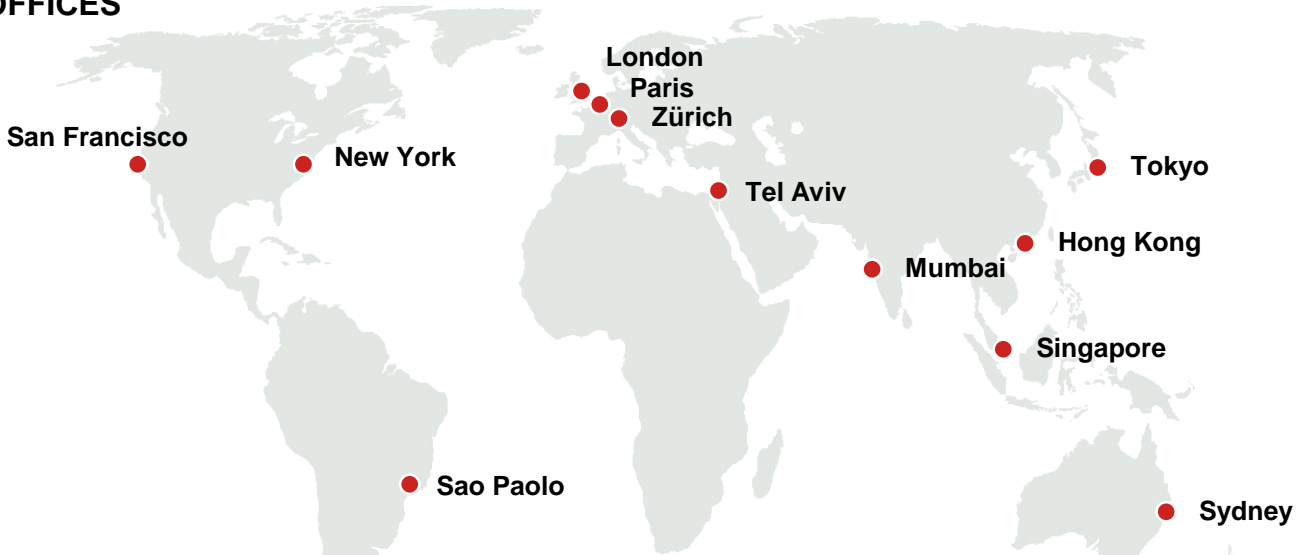 OFFICES
London
Paris
Zürich
San Francisco
New York
Tokyo
Tel Aviv
Hong Kong
Mumbai
Singapore
Sao Paolo
Sydney